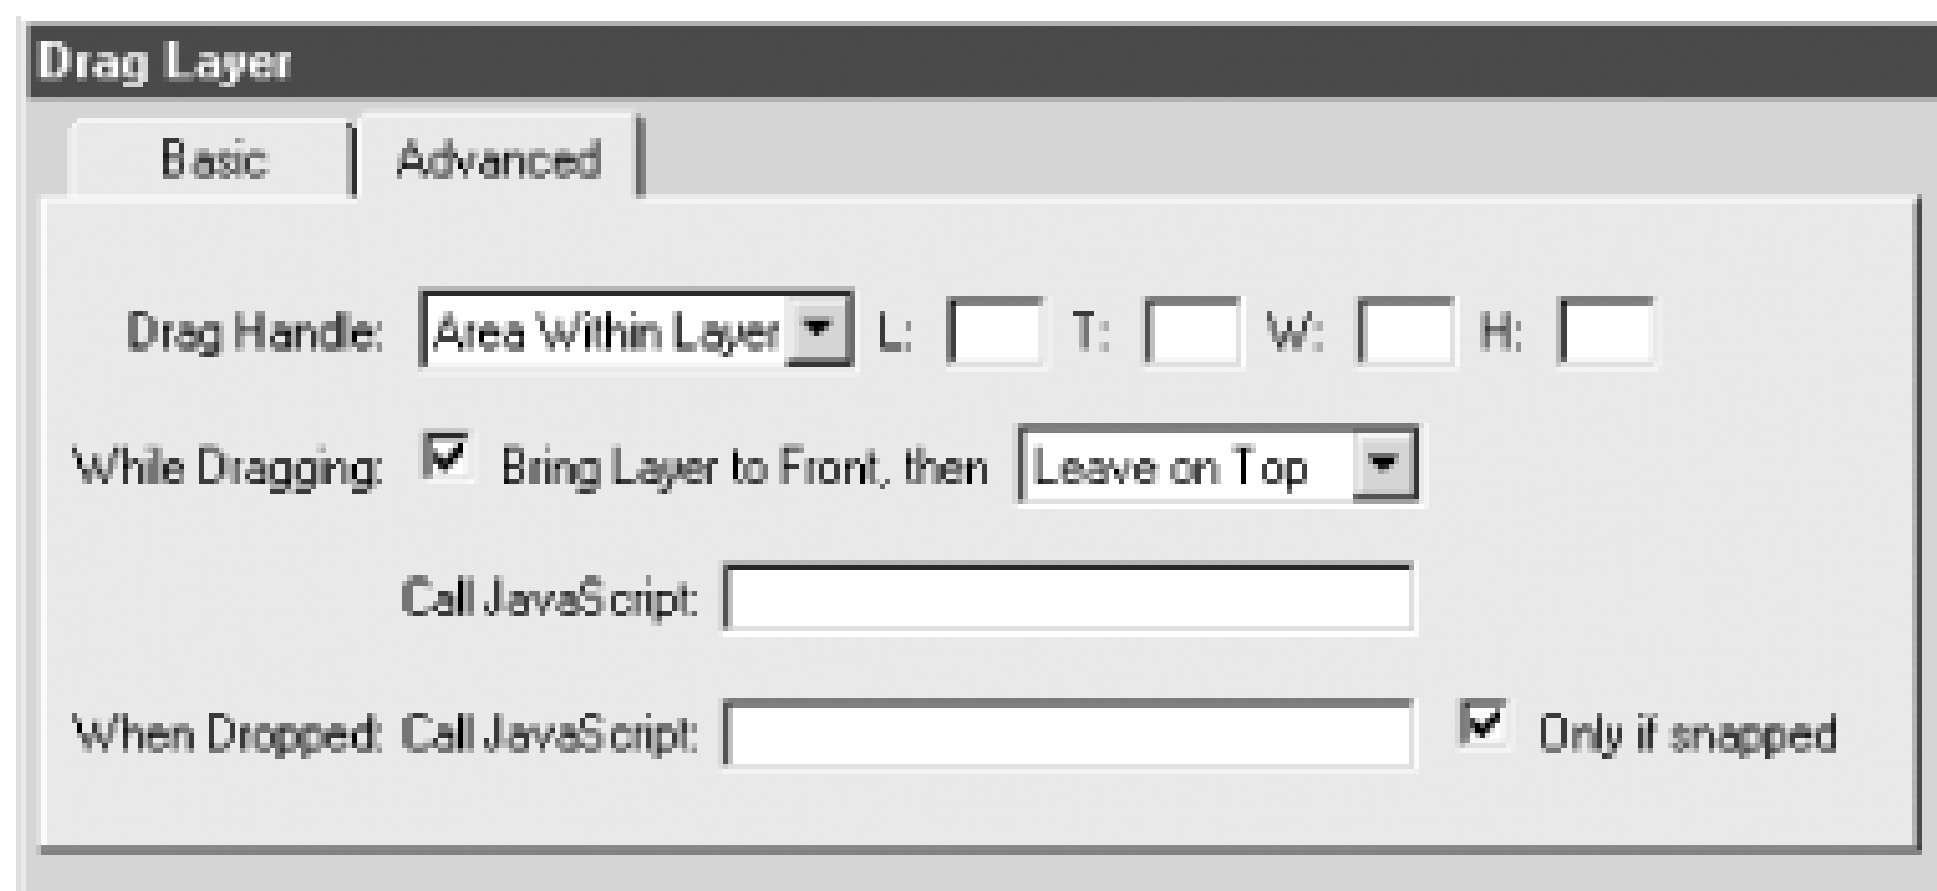 Drag Layer
Basic Advanced
Drag Handle: Area Within Layer L: T: W: H:
While Dragging: Bring Layer to Front, then Leave on Top
Call JavaScript:
When Dropped: Call JavaScript: Only if snapped